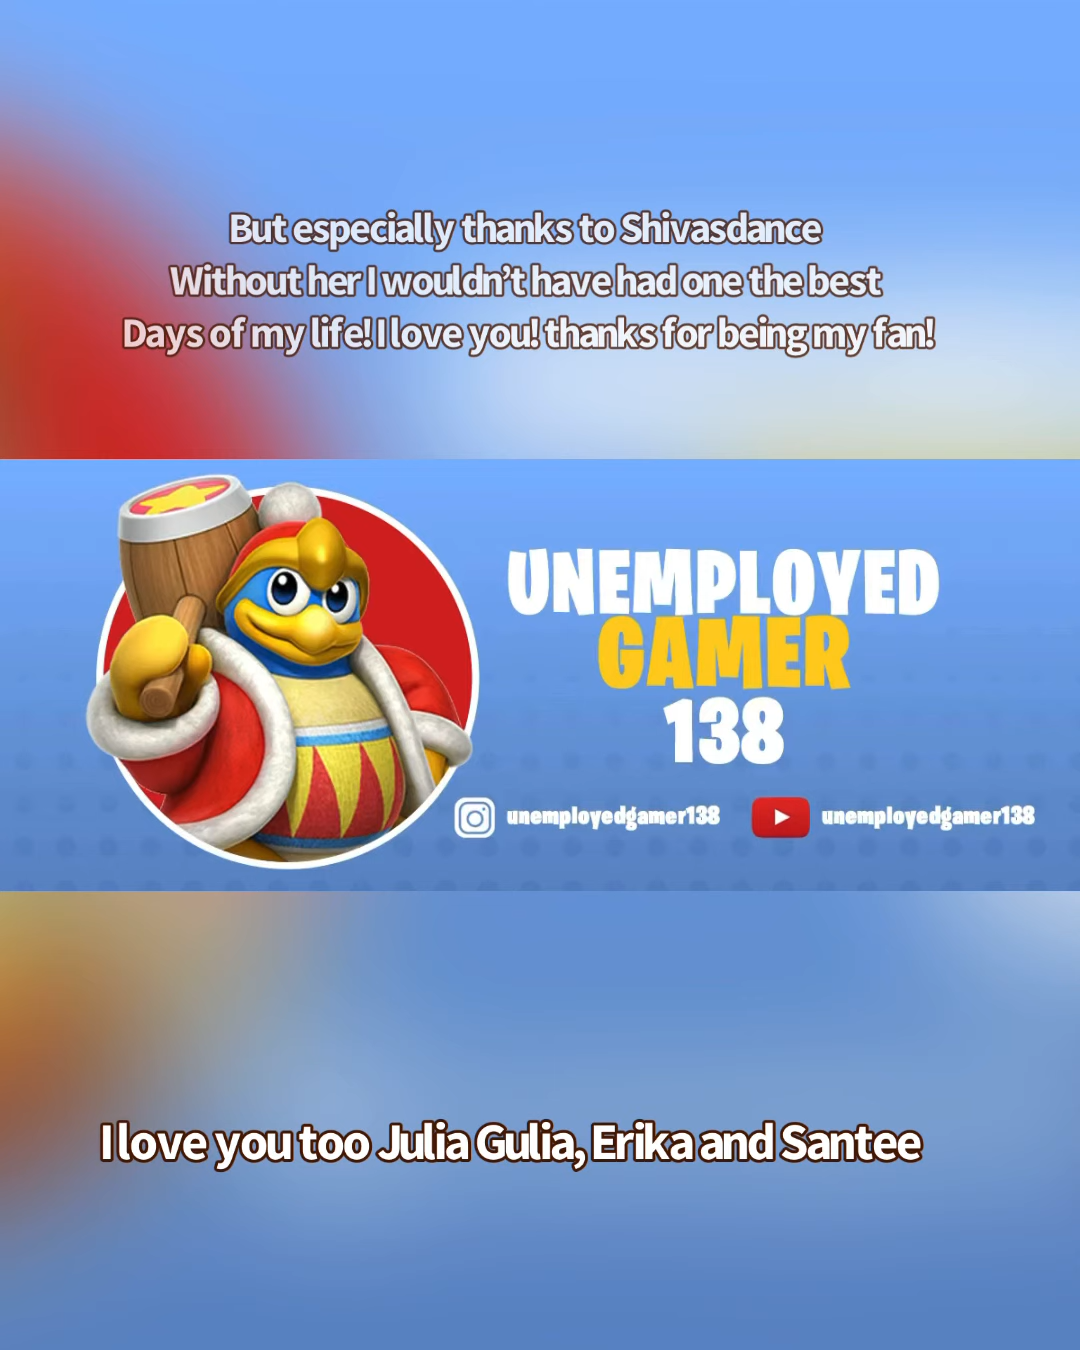 But especially thanks to Shivasdance
Without her I wouldn’t have had one the best
Days of my life! I love you! thanks for being my fan!
UNEMPLOYED
GAMER
138
unemployedgamer138 unemployedgamer138
I love you too Julia Gulia, Erika and Santee